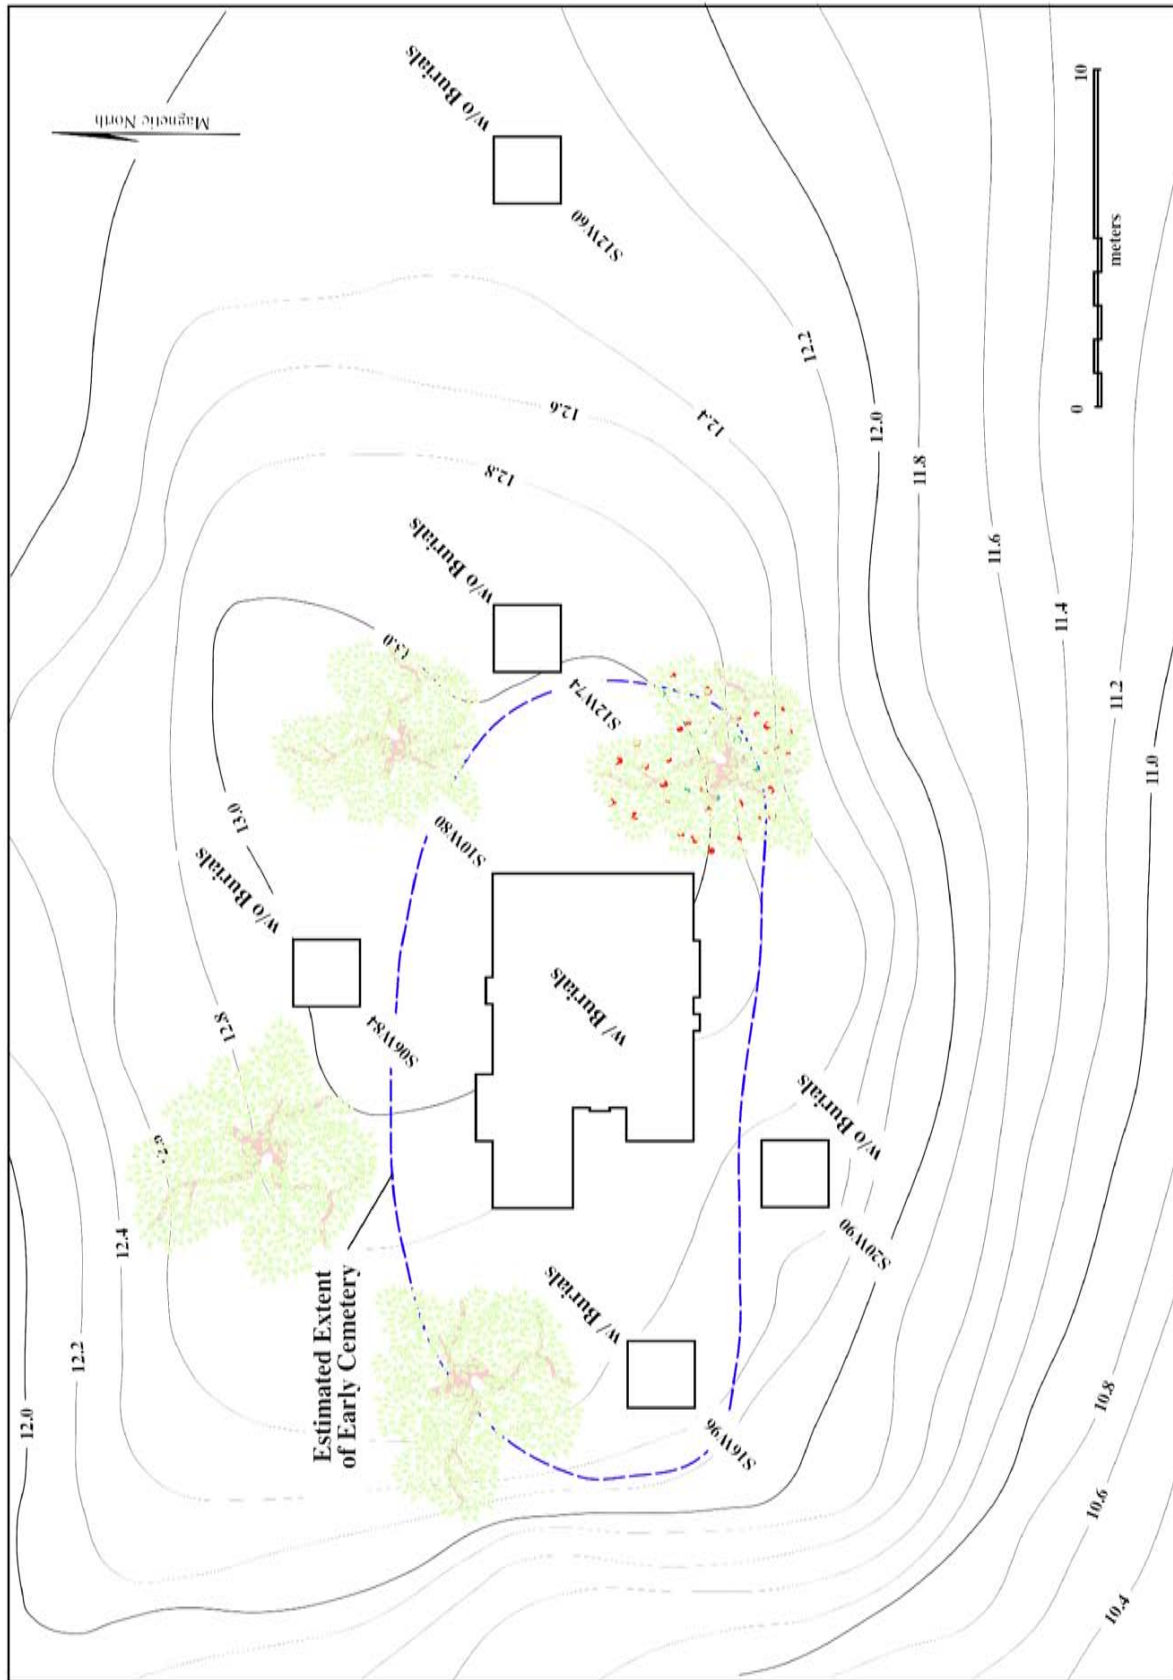 Magnetic North
w/o Burials
S12W60
10
meters
0
12.2
12.0
11.8
12.4
12.6
12.8
11.6
11.4
11.2
11.0
w/o Burials
S12W74
13.0
13.0
S10W80
w/o Burials
S06W84
w/ Burials
12.8
w/o Burials
S20W90
12.4
12.2
12.0
Estimated Extent
of Early Cemetery
w/ Burials
S16W96
10.8
10.6
10.4